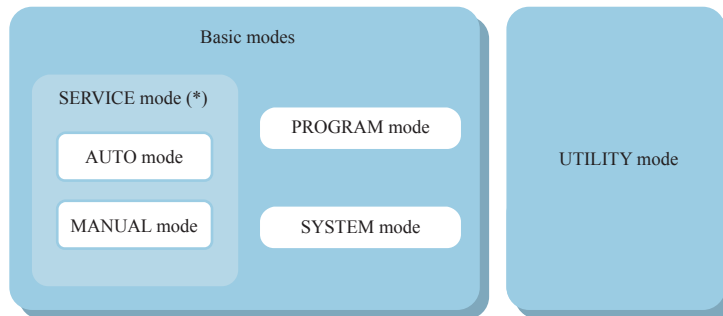 Basic modes
SERVICE mode (*)
AUTO mode
MANUAL mode
PROGRAM mode
SYSTEM mode
UTILITY mode